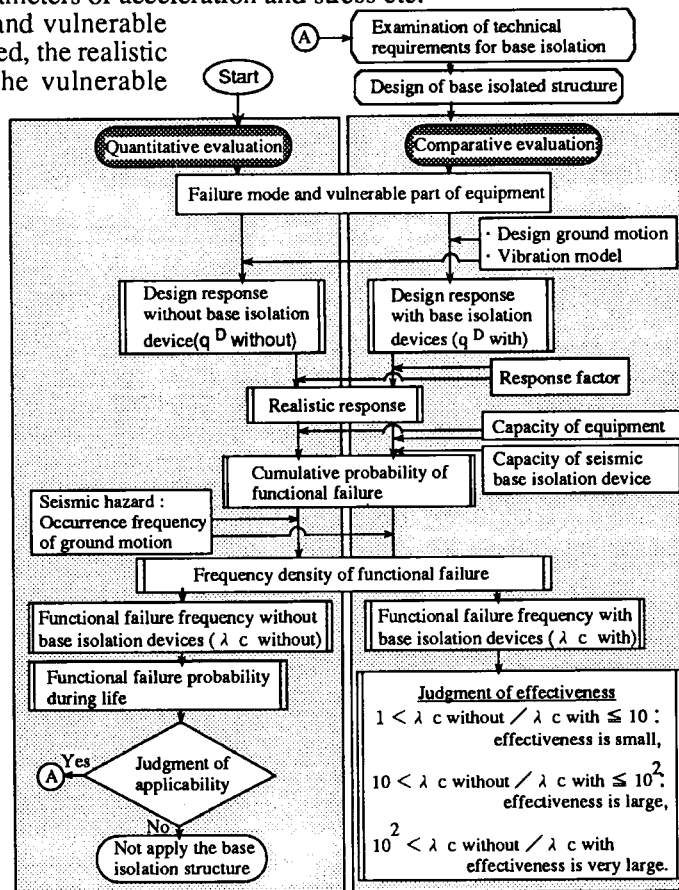 ameters of acceleration and stress etc.
and vulnerable
ed, the realistic
he vulnerable
Start
A
Examination of technical
requirements for base isolation
Design of base isolated structure
Quantitative evaluation
Comparative evaluation
Failure mode and vulnerable part of equipment
· Design ground motion
· Vibration model
Design response
without base isolation
device(q D without)
Design response
with base isolation
devices (q D with)
Response factor
Realistic response
Capacity of equipment
Capacity of seismic
base isolation device
Cumulative probability of
functional failure
Seismic hazard :
Occurrence frequency
of ground motion
Frequency density of functional failure
Functional failure frequency without
base isolation devices ( λ c without)
Functional failure frequency with
base isolation devices ( λ c with)
Functional failure probability
during life
Judgment of
applicability
Yes
A
No
Not apply the base
isolation structure
Judgment of effectiveness
1 < λ c without ／ λ c with ≦ 10 :
effectiveness is small,
10 < λ c without ／ λ c with ≦ 10²:
effectiveness is large,
10² < λ c without ／ λ c with
effectiveness is very large.